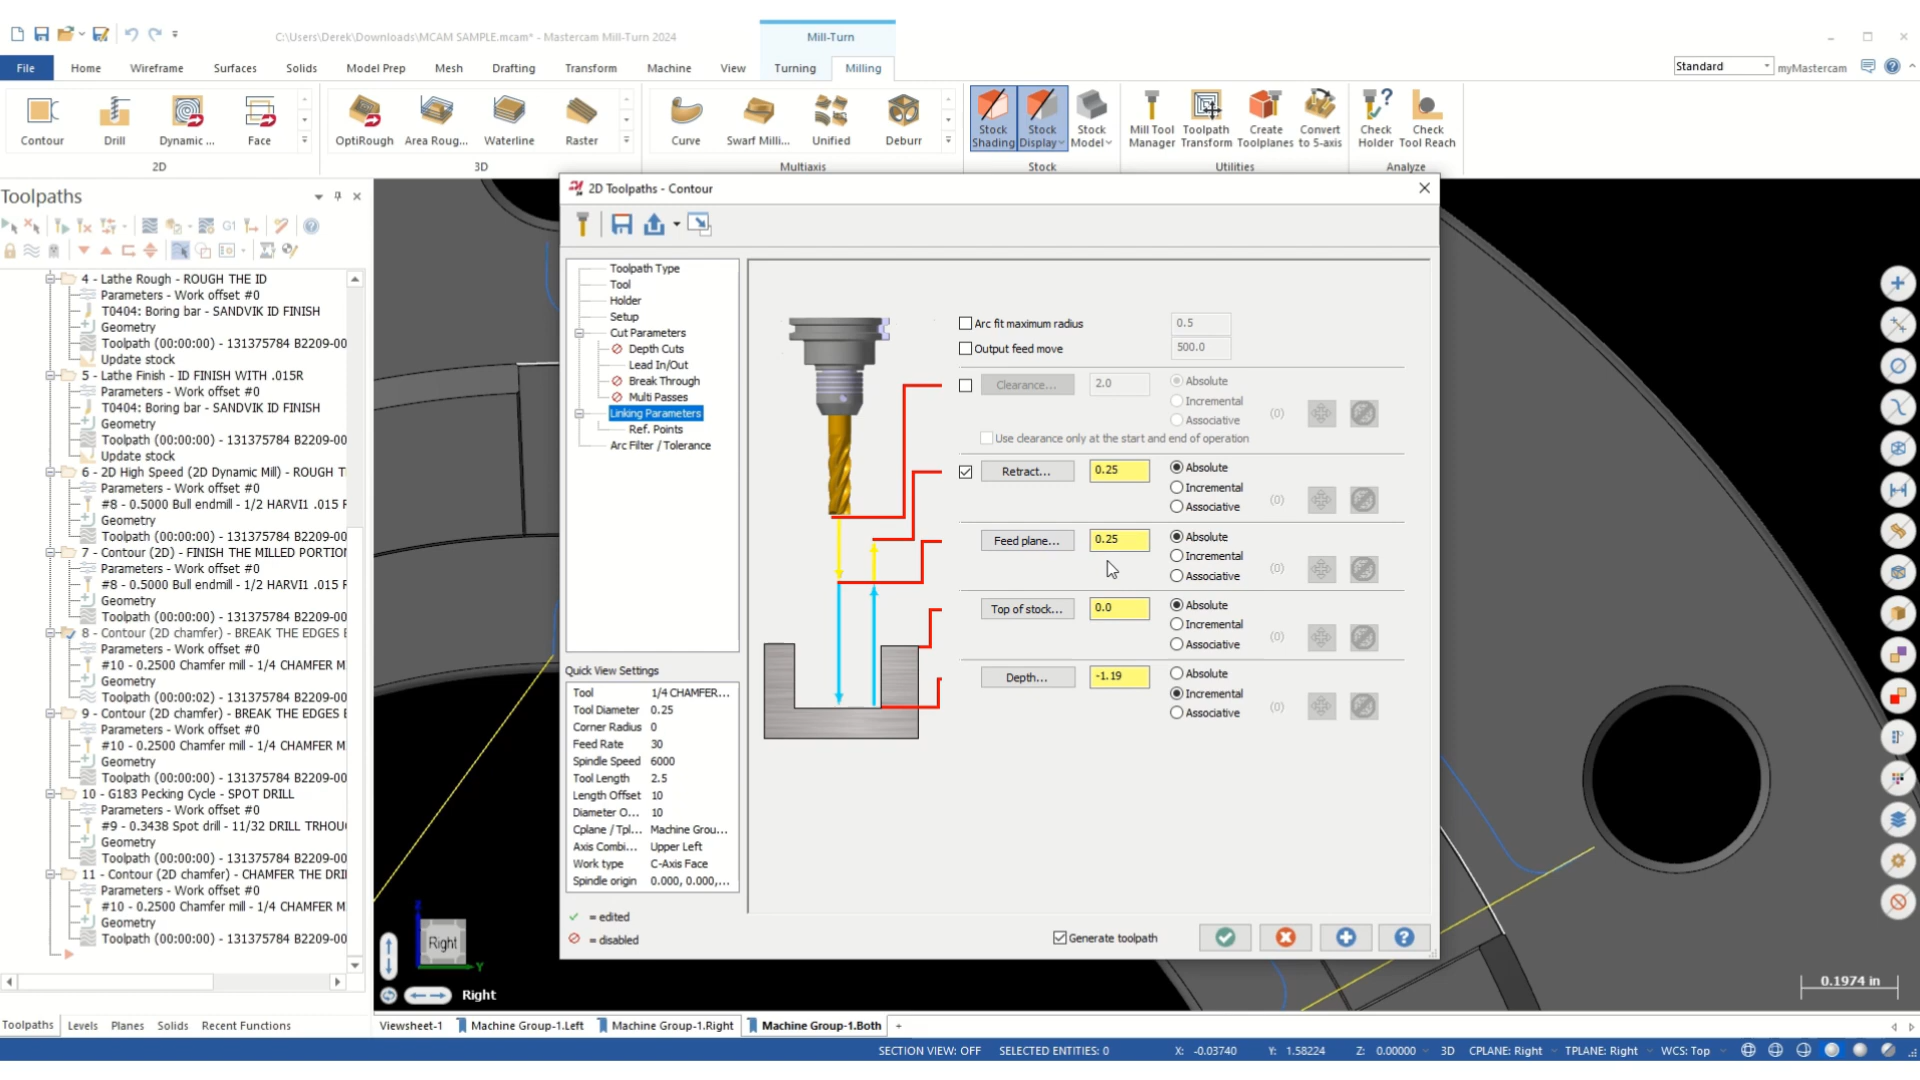 C:\Users\Derek\Downloads\MCAM SAMPLE.mcam* - Mastercam Mill-Turn 2024
Mill-Turn
File Home Wireframe Surfaces Solids Model Prep Mesh Drafting Transform Machine View Turning Milling
Standard
myMastercam
Contour Drill Dynamic ... Face
OptiRough Area Roug... Waterline Raster
Curve Swarf Milli... Unified Deburr
Stock Shading
Stock Display
Stock Model
Mill Tool Manager
Toolpath Transform
Create Toolplanes
Convert to 5-axis
Check Holder
Check Tool Reach
2D 3D Multiaxis Stock Utilities Analyze
Toolpaths
G1
4 - Lathe Rough - ROUGH THE ID
Parameters - Work offset #0
T0404: Boring bar - SANDVIK ID FINISH
Geometry
Toolpath (00:00:00) - 131375784 B2209-00
Update stock
5 - Lathe Finish - ID FINISH WITH .015R
Parameters - Work offset #0
T0404: Boring bar - SANDVIK ID FINISH
Geometry
Toolpath (00:00:00) - 131375784 B2209-00
Update stock
6 - 2D High Speed (2D Dynamic Mill) - ROUGH T
Parameters - Work offset #0
#8 - 0.5000 Bull endmill - 1/2 HARVI1 .015 F
Geometry
Toolpath (00:00:00) - 131375784 B2209-00
7 - Contour (2D) - FINISH THE MILLED PORTION
Parameters - Work offset #0
#8 - 0.5000 Bull endmill - 1/2 HARVI1 .015 F
Geometry
Toolpath (00:00:00) - 131375784 B2209-00
8 - Contour (2D chamfer) - BREAK THE EDGES E
Parameters - Work offset #0
#10 - 0.2500 Chamfer mill - 1/4 CHAMFER M
Geometry
Toolpath (00:00:02) - 131375784 B2209-00
9 - Contour (2D chamfer) - BREAK THE EDGES E
Parameters - Work offset #0
#10 - 0.2500 Chamfer mill - 1/4 CHAMFER M
Geometry
Toolpath (00:00:00) - 131375784 B2209-00
10 - G183 Pecking Cycle - SPOT DRILL
Parameters - Work offset #0
#9 - 0.3438 Spot drill - 11/32 DRILL TRHOU
Geometry
Toolpath (00:00:00) - 131375784 B2209-00
11 - Contour (2D chamfer) - CHAMFER THE DRI
Parameters - Work offset #0
#10 - 0.2500 Chamfer mill - 1/4 CHAMFER M
Geometry
Toolpath (00:00:00) - 131375784 B2209-00
Toolpaths Levels Planes Solids Recent Functions
2D Toolpaths - Contour
Toolpath Type
Tool
Holder
Setup
Cut Parameters
Depth Cuts
Lead In/Out
Break Through
Multi Passes
Linking Parameters
Ref. Points
Arc Filter / Tolerance
Quick View Settings
Tool 1/4 CHAMFER...
Tool Diameter 0.25
Corner Radius 0
Feed Rate 30
Spindle Speed 6000
Tool Length 2.5
Length Offset 10
Diameter O... 10
Cplane / Tpl... Machine Grou...
Axis Combi... Upper Left
Work type C-Axis Face
Spindle origin 0.000, 0.000,...
= edited
= disabled
Arc fit maximum radius 0.5
Output feed move 500.0
Clearance... 2.0 Absolute
Incremental
Associative (0)
Use clearance only at the start and end of operation
Retract... 0.25 Absolute
Incremental
Associative (0)
Feed plane... 0.25 Absolute
Incremental
Associative (0)
Top of stock... 0.0 Absolute
Incremental
Associative (0)
Depth... -1.19 Absolute
Incremental
Associative (0)
Generate toolpath
Right
Y
Right
0.1974 in
Viewsheet-1 Machine Group-1.Left Machine Group-1.Right Machine Group-1.Both +
SECTION VIEW: OFF SELECTED ENTITIES: 0 X: -0.03740 Y: 1.58224 Z: 0.00000 3D CPLANE: Right TPLANE: Right WCS: Top